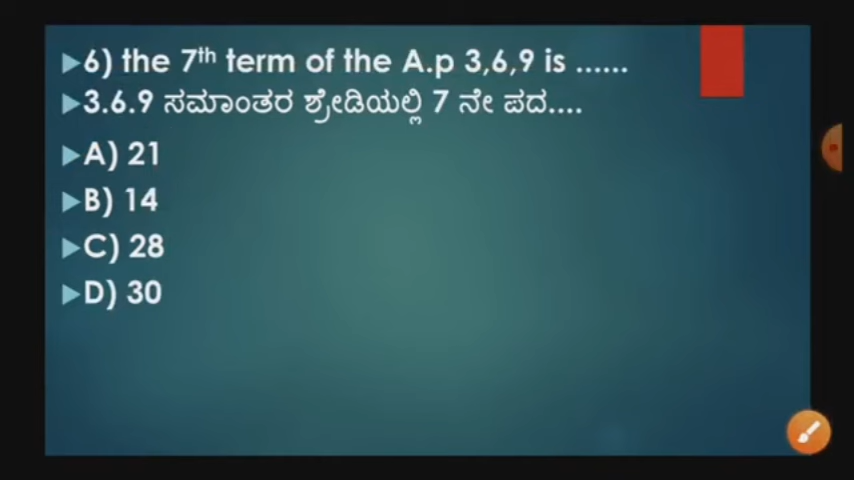 6) the 7th term of the A.p 3,6,9 is ......
3.6.9 ಸಮಾಂತರ ಶ್ರೇಡಿಯಲ್ಲಿ 7 ನೇ ಪದ....
A) 21
B) 14
C) 28
D) 30